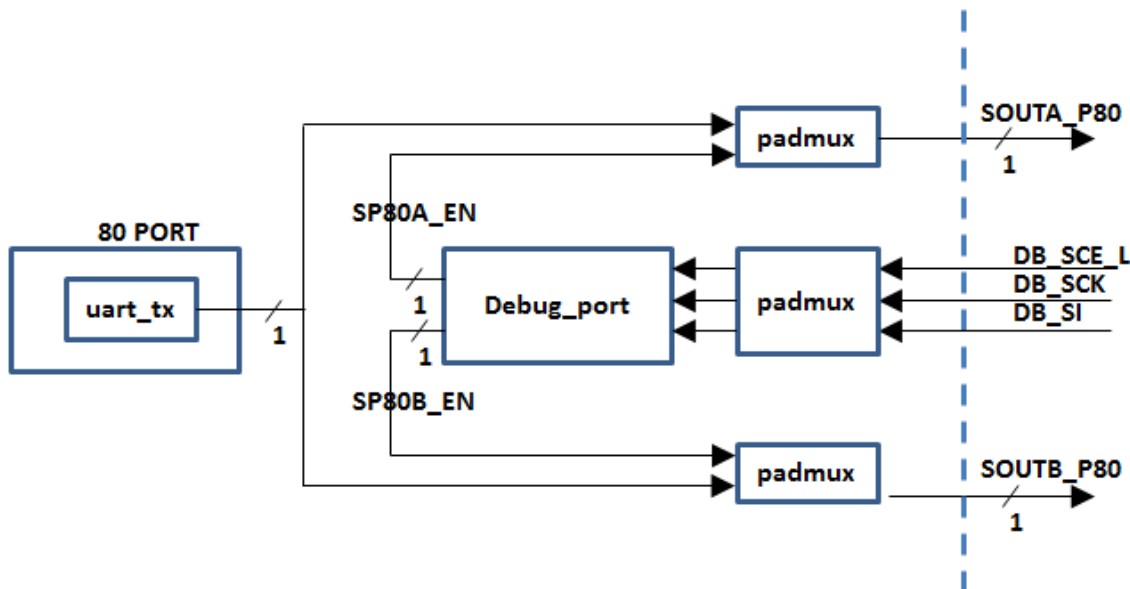 SOUTA_P80
padmux
1
SP80A_EN
80 PORT
DB_SCE_L
DB_SCK
DB_SI
uart_tx
1
1
Debug_port
padmux
1
SP80B_EN
padmux
SOUTB_P80
1